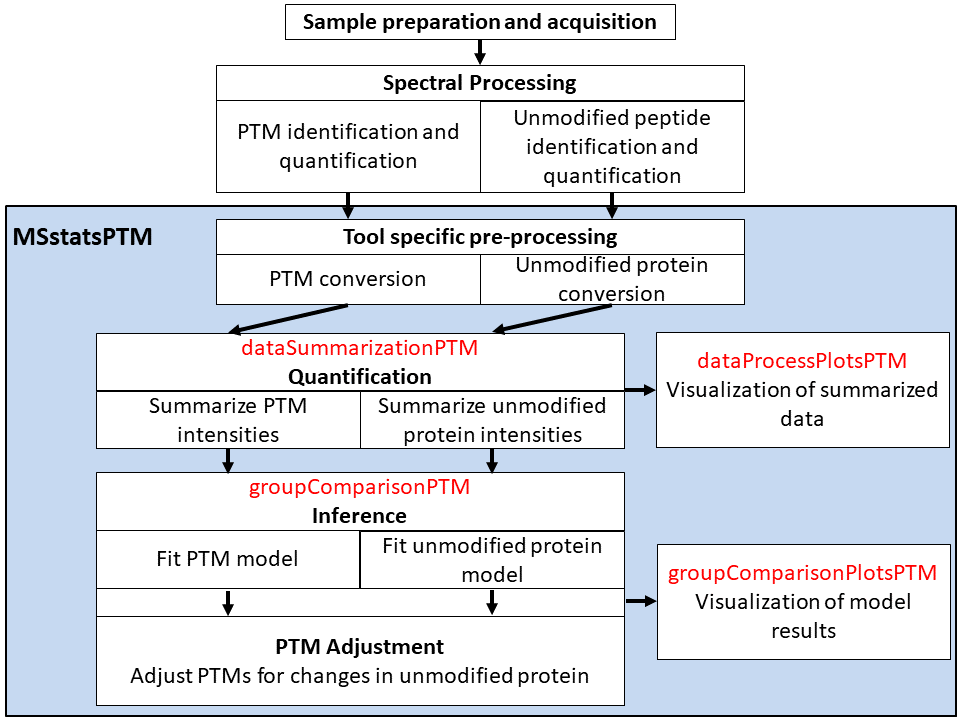 Sample preparation and acquisition
Spectral Processing
PTM identification and
quantification
Unmodified peptide
identification and
quantification
MSstatsPTM
Tool specific pre-processing
PTM conversion
Unmodified protein
conversion
dataSummarizationPTM
Quantification
Summarize PTM
intensities
Summarize unmodified
protein intensities
dataProcessPlotsPTM
Visualization of summarized
data
groupComparisonPTM
Inference
Fit PTM model
Fit unmodified protein
model
groupComparisonPlotsPTM
Visualization of model
results
PTM Adjustment
Adjust PTMs for changes in unmodified protein